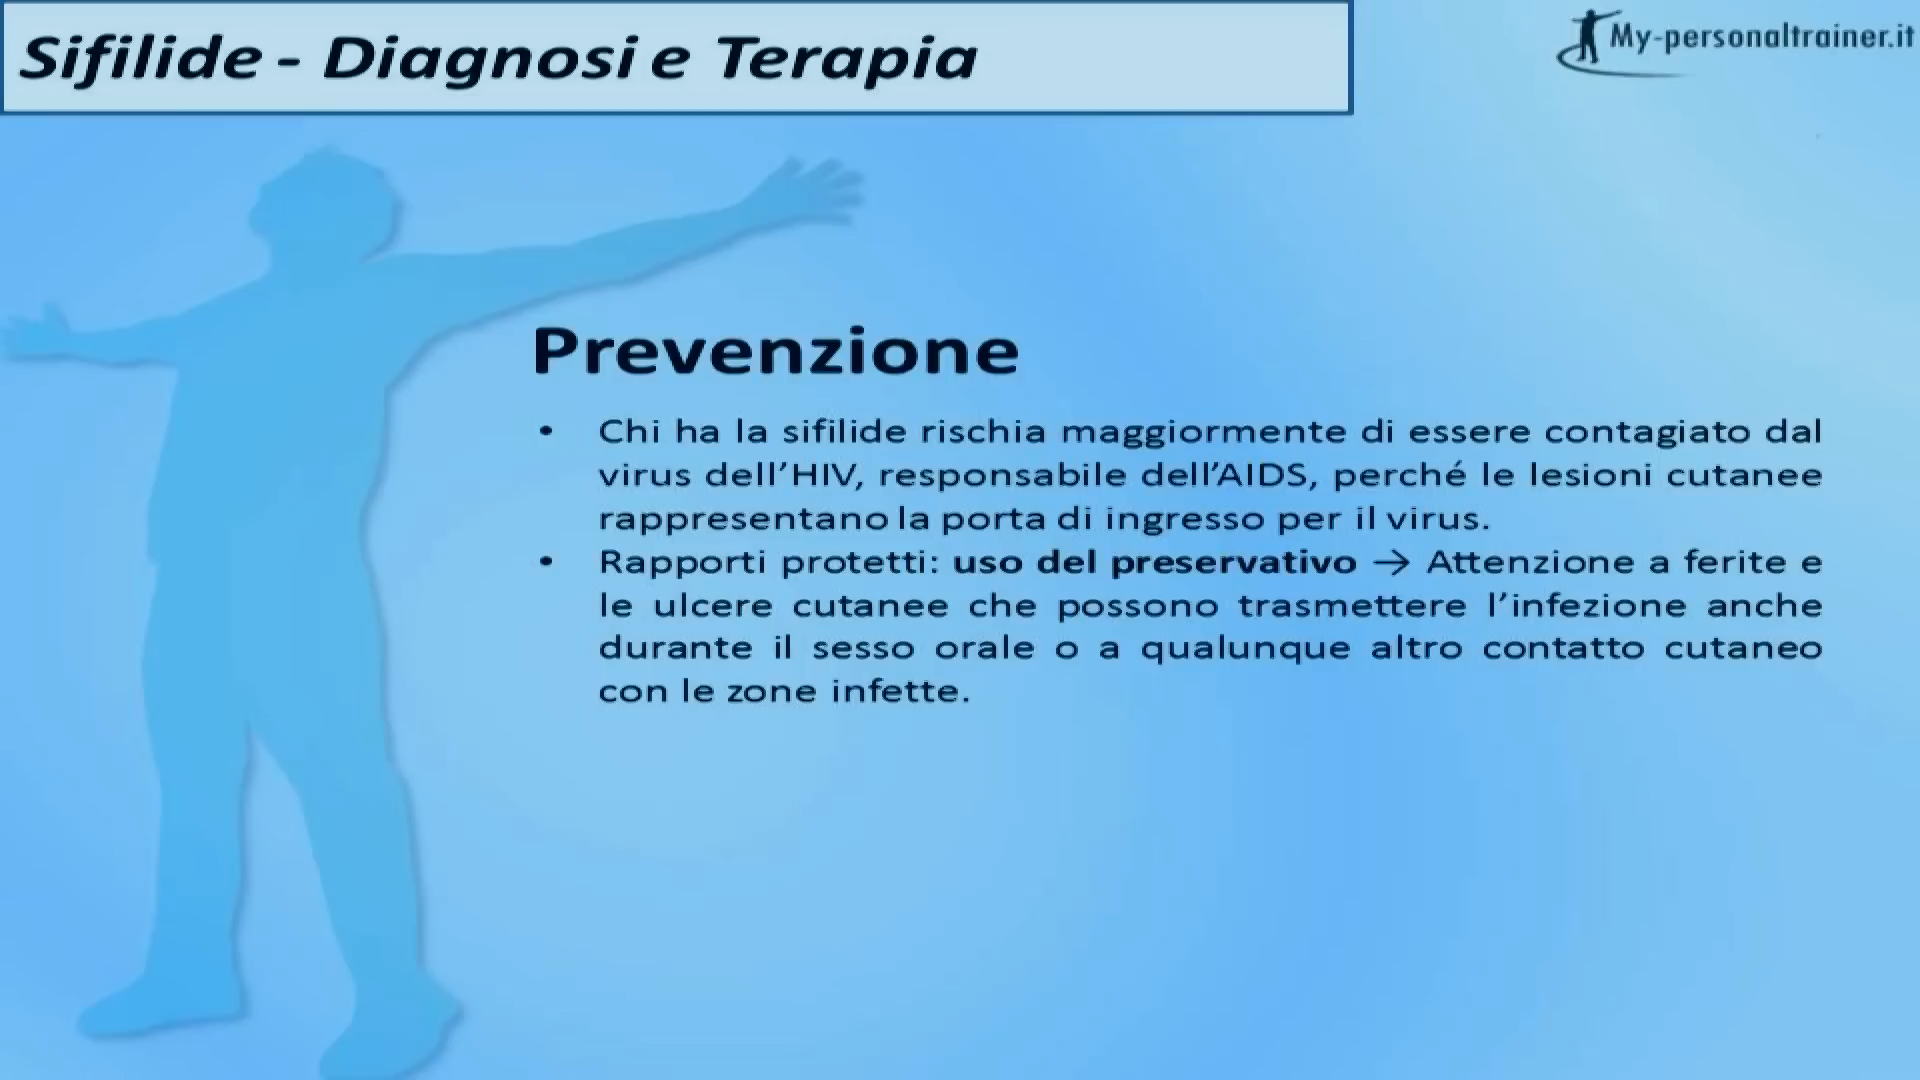 Sifilide - Diagnosi e Terapia
My-personaltrainer.it
Prevenzione
• Chi ha la sifilide rischia maggiormente di essere contagiato dal
virus dell’HIV, responsabile dell’AIDS, perché le lesioni cutanee
rappresentano la porta di ingresso per il virus.
• Rapporti protetti: uso del preservativo → Attenzione a ferite e
le ulcere cutanee che possono trasmettere l’infezione anche
durante il sesso orale o a qualunque altro contatto cutaneo
con le zone infette.